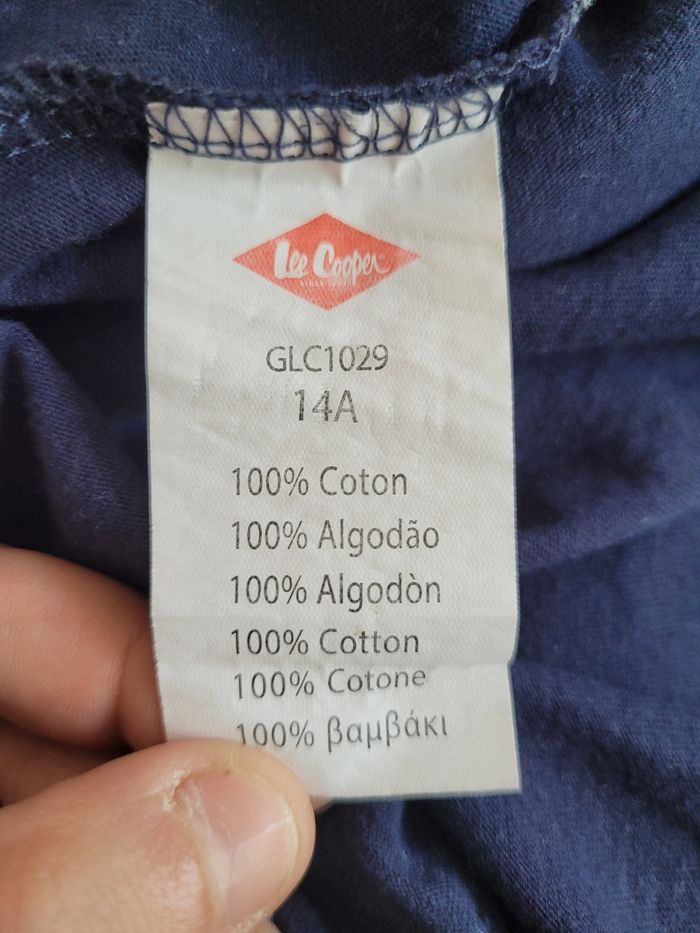 Lee Cooper
GLC1029
14A
100% Coton
100% Algodão
100% Algodòn
100% Cotton
100% Cotone
100% βαμβάκι